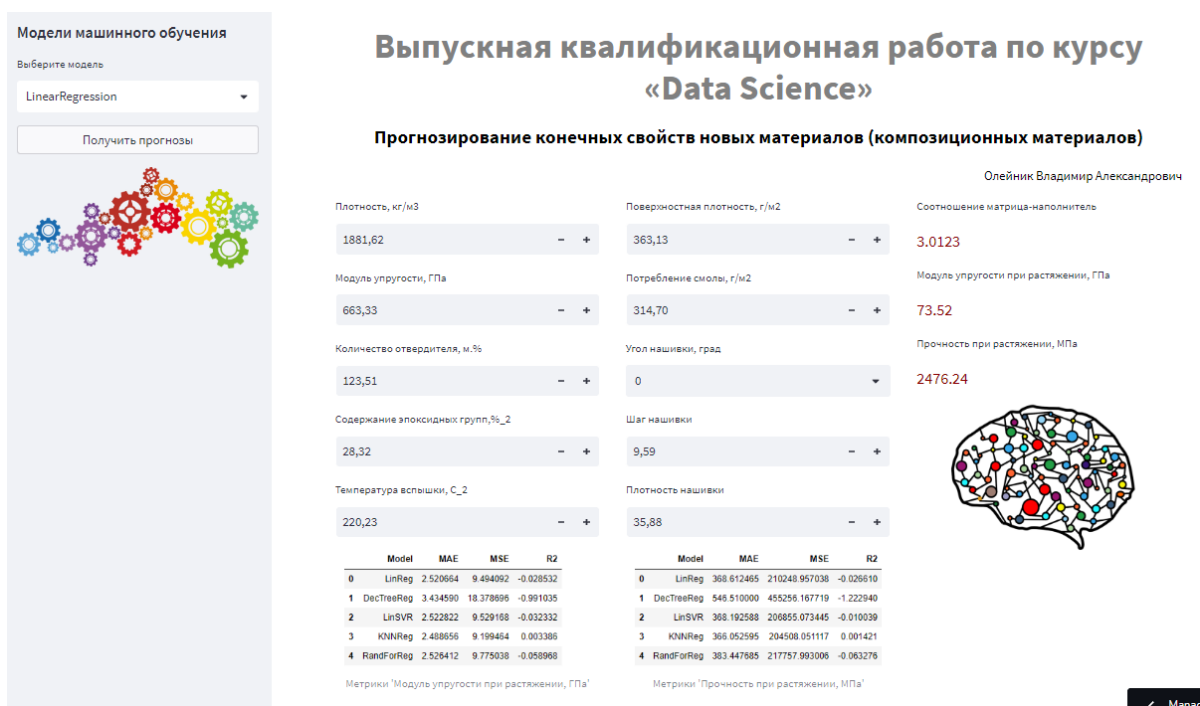 Модели машинного обучения
Выберите модель
LinearRegression
Получить прогнозы
Выпускная квалификационная работа по курсу
«Data Science»
Прогнозирование конечных свойств новых материалов (композиционных материалов)
Олейник Владимир Александрович
Плотность, кг/м3
1881,62
Модуль упругости, ГПа
663,33
Количество отвердителя, м.%
123,51
Содержание эпоксидных групп,%_2
28,32
Температура вспышки, С_2
220,23
Поверхностная плотность, г/м2
363,13
Потребление смолы, г/м2
314,70
Угол нашивки, град
0
Шаг нашивки
9,59
Плотность нашивки
35,88
Соотношение матрица-наполнитель
3.0123
Модуль упругости при растяжении, ГПа
73.52
Прочность при растяжении, МПа
2476.24
Model MAE MSE R2
0 LinReg 2.520664 9.494092 -0.028532
1 DecTreeReg 3.434590 18.378696 -0.991035
2 LinSVR 2.522822 9.529168 -0.032332
3 KNNReg 2.488656 9.199464 0.003386
4 RandForReg 2.526412 9.775038 -0.058968
Метрики 'Модуль упругости при растяжении, ГПа'
Model MAE MSE R2
0 LinReg 368.612465 210248.957038 -0.026610
1 DecTreeReg 546.510000 455256.167719 -1.222940
2 LinSVR 368.192588 206855.073445 -0.010039
3 KNNReg 366.052595 204508.051117 0.001421
4 RandForReg 383.447685 217757.993006 -0.063276
Метрики 'Прочность при растяжении, МПа'